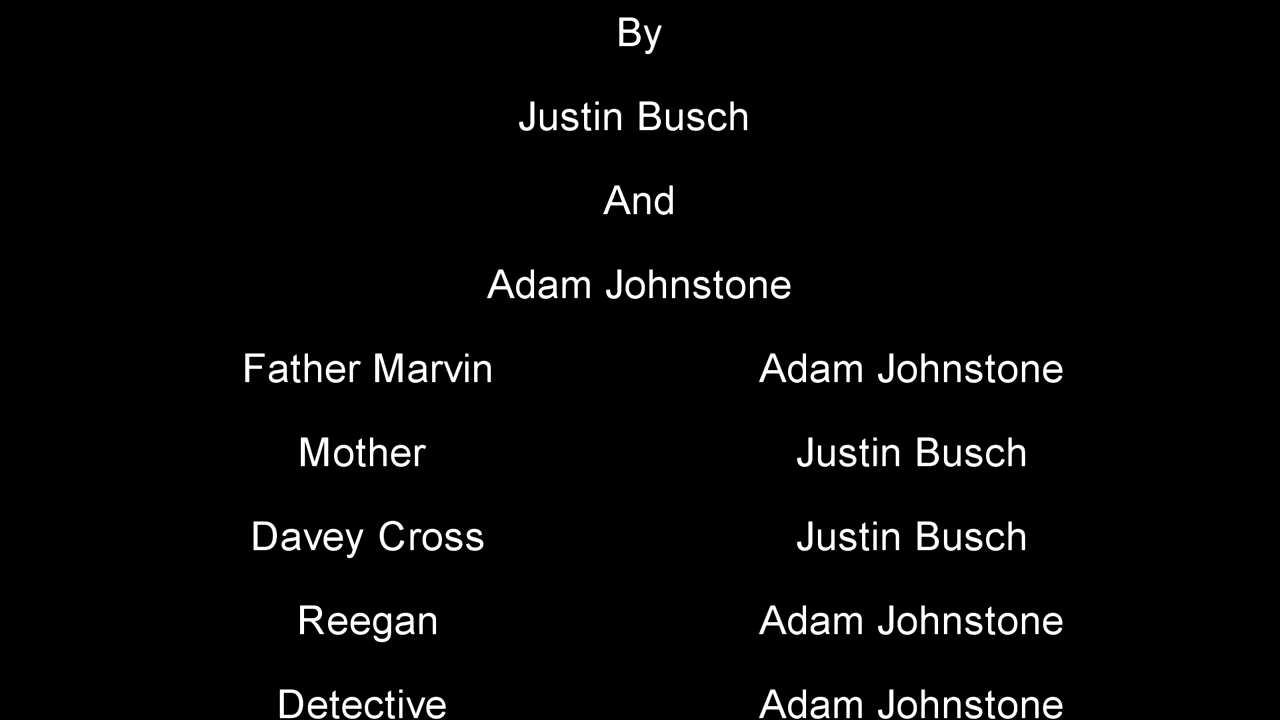 By
Justin Busch
And
Adam Johnstone
Father Marvin Adam Johnstone
Mother Justin Busch
Davey Cross Justin Busch
Reegan Adam Johnstone
Detective Adam Johnstone